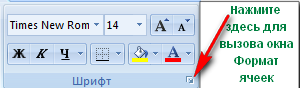 Times New Rom 14 A A
Ж К Ч A
Шрифт
Нажмите
здесь для
вызова окна
Формат
ячеек